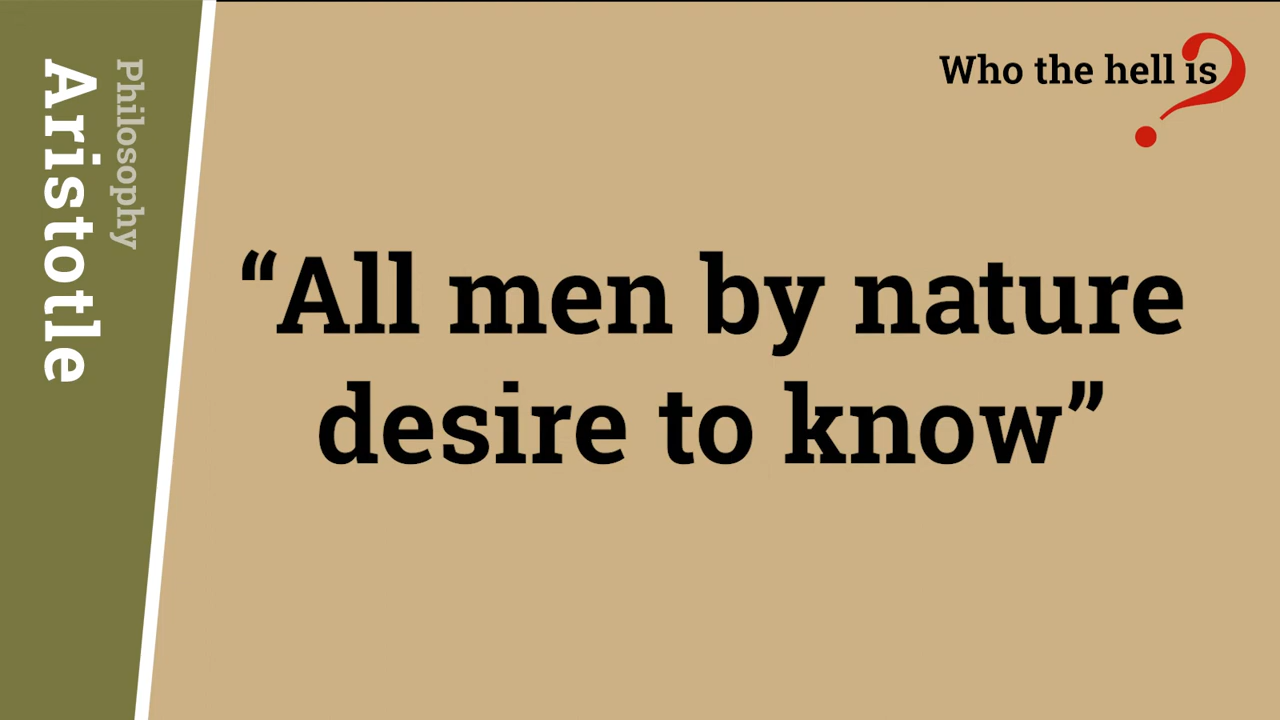 Philosophy
Aristotle
Who the hell is?
“All men by nature
desire to know”